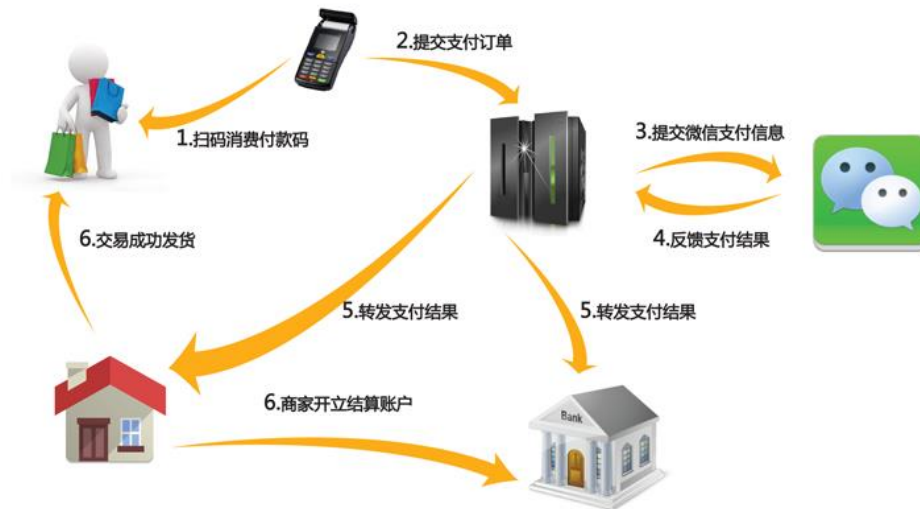 2.提交支付订单
1.扫码消费付款码
3.提交微信支付信息
6.交易成功发货
4.反馈支付结果
5.转发支付结果
5.转发支付结果
6.商家开立结算账户
Bank